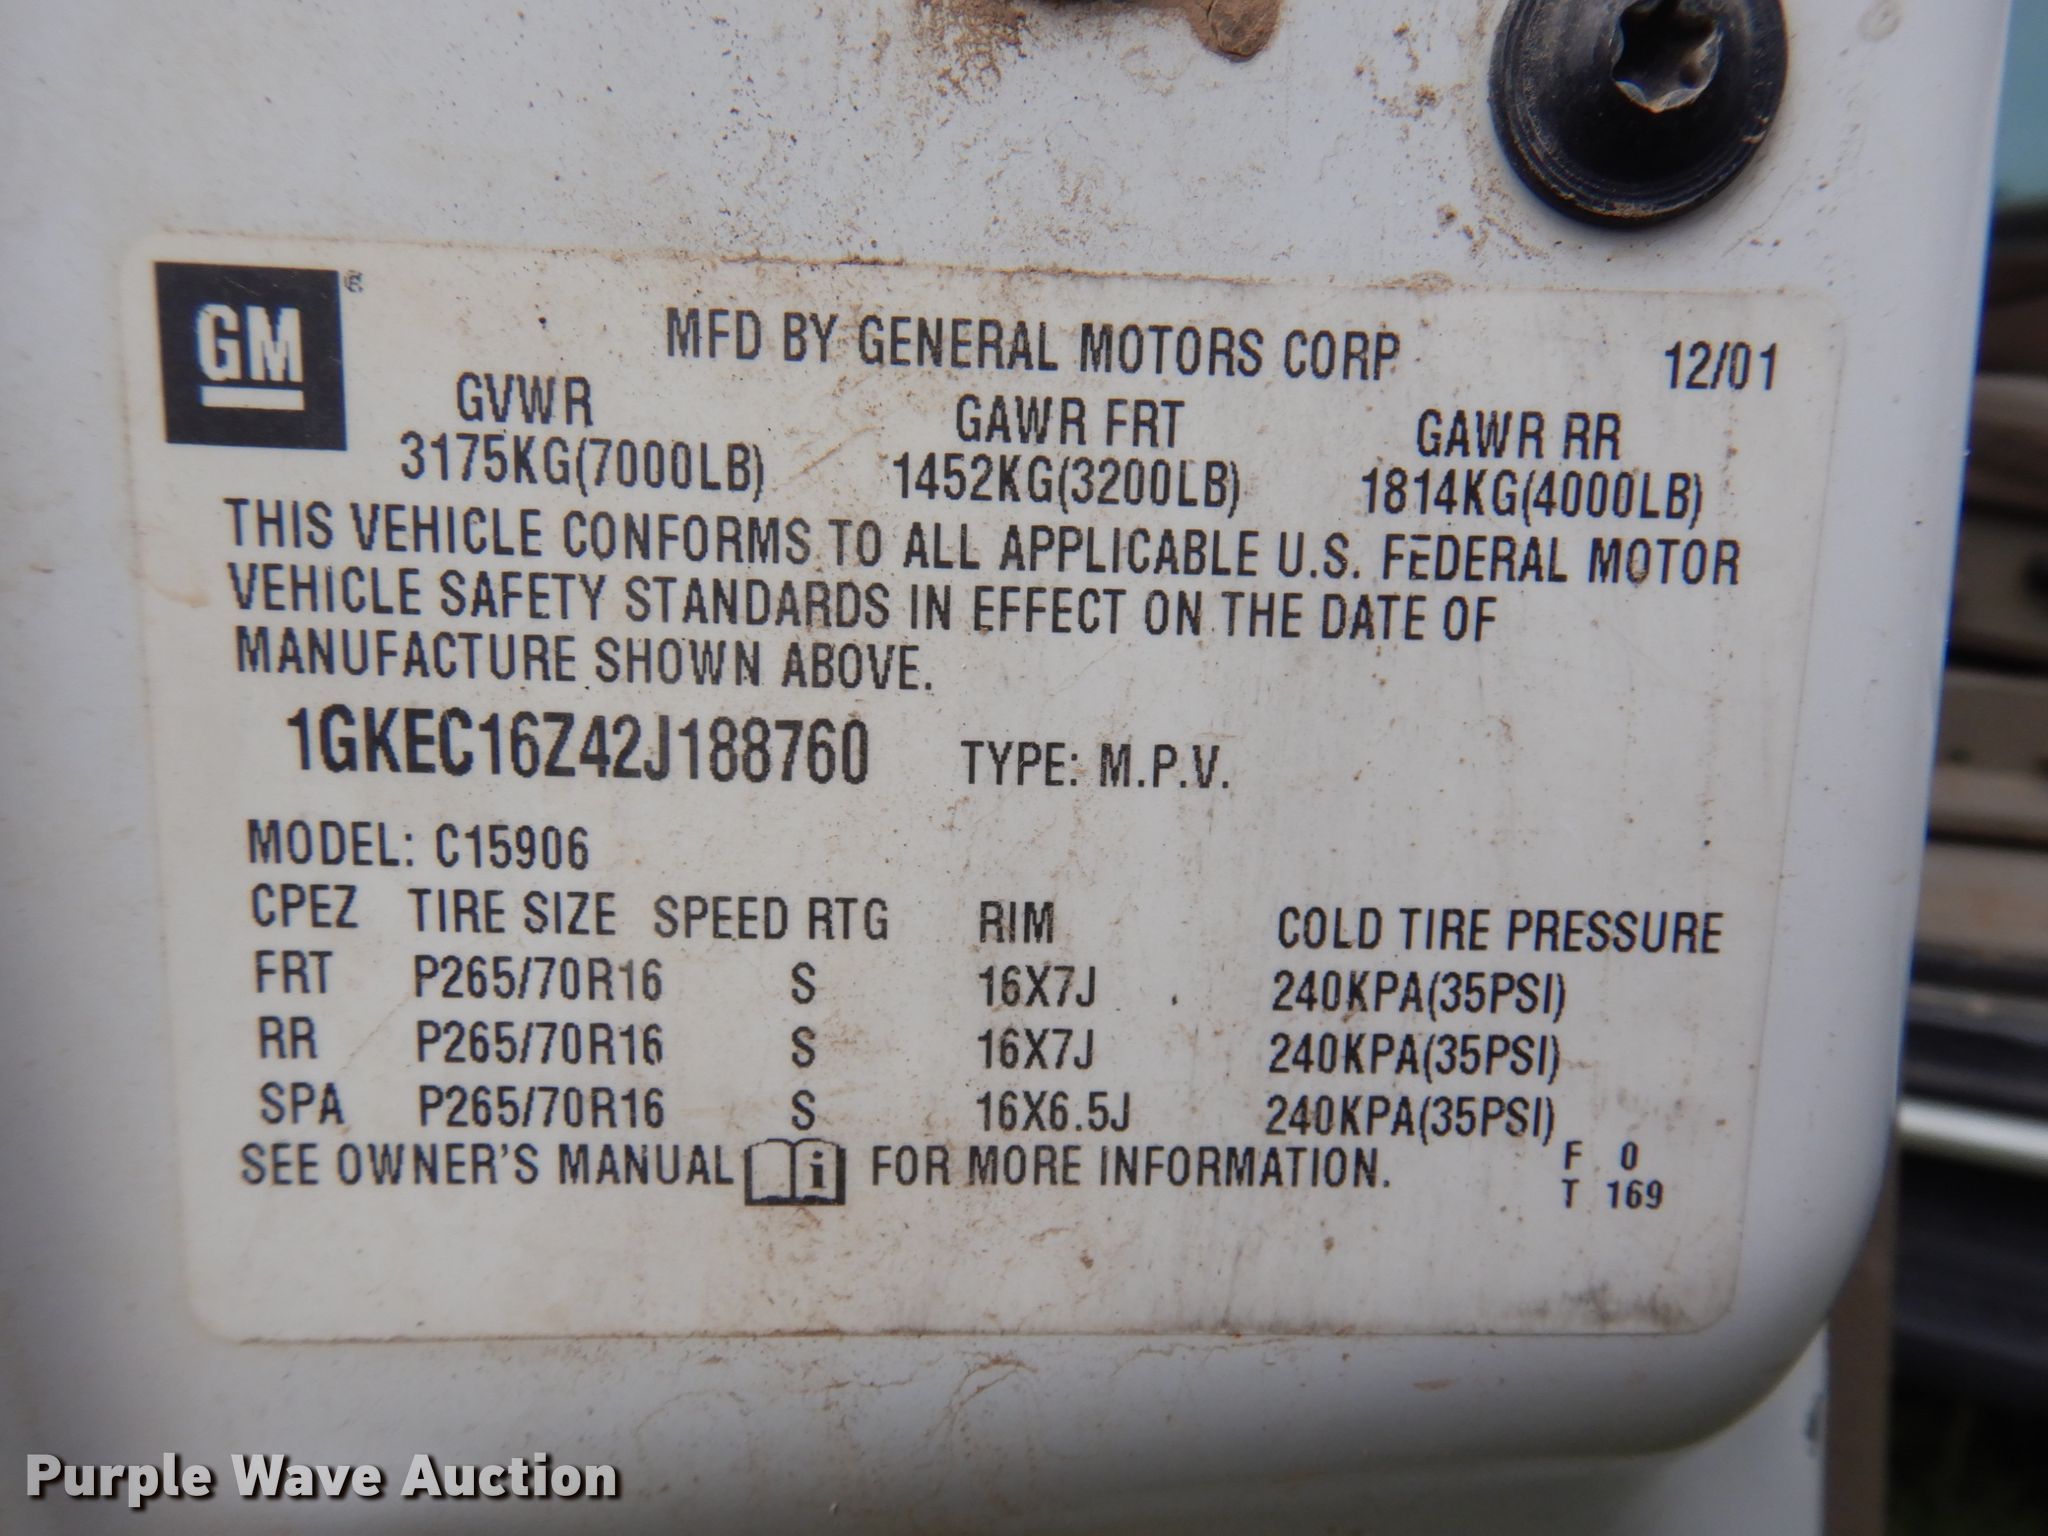 GM
MFD BY GENERAL MOTORS CORP 12/01
GVWR GAWR FRT GAWR RR
3175KG(7000LB) 1452KG(3200LB) 1814KG(4000LB)
THIS VEHICLE CONFORMS TO ALL APPLICABLE U.S. FEDERAL MOTOR
VEHICLE SAFETY STANDARDS IN EFFECT ON THE DATE OF
MANUFACTURE SHOWN ABOVE.
1GKEC16Z42J188760 TYPE: M.P.V.
MODEL: C15906
CPEZ TIRE SIZE SPEED RTG RIM COLD TIRE PRESSURE
FRT P265/70R16 S 16X7J 240KPA(35PSI)
RR P265/70R16 S 16X7J 240KPA(35PSI)
SPA P265/70R16 S 16X6.5J 240KPA(35PSI)
SEE OWNER'S MANUAL i FOR MORE INFORMATION. F 0
T 169
Purple Wave Auction